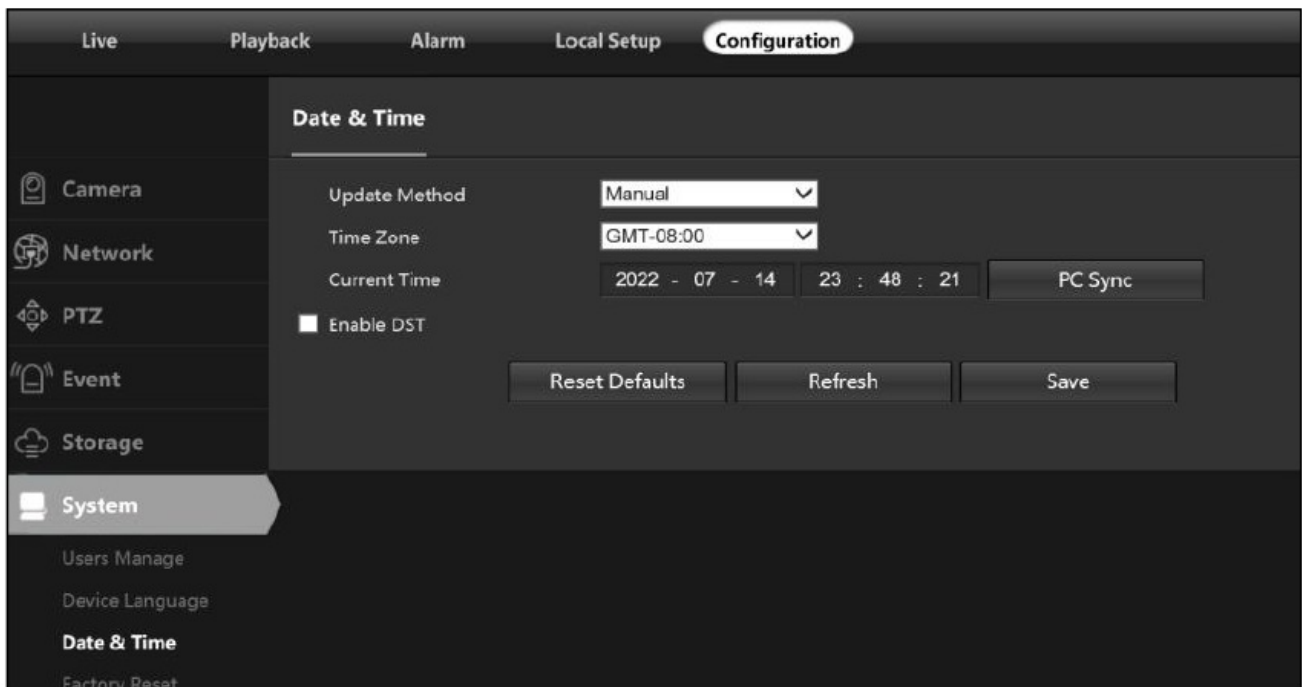 Live Playback Alarm Local Setup Configuration
Date & Time
Camera
Network
PTZ
Event
Storage
System
Users Manage
Device Language
Date & Time
Factory Reset
Update Method Manual
Time Zone GMT-08:00
Current Time 2022 - 07 - 14 23 : 48 : 21 PC Sync
Enable DST
Reset Defaults Refresh Save